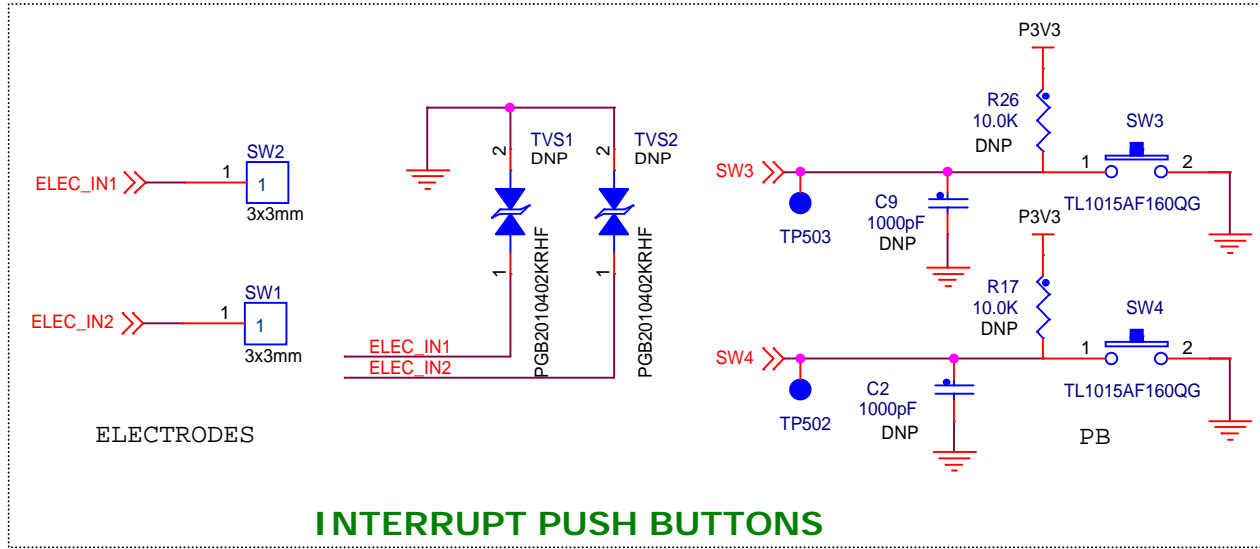 ELEC_IN1
1
SW2
1
3x3mm
ELEC_IN2
1
SW1
1
3x3mm
ELECTRODES
2
TVS1
DNP
1
PGB2010402KRHF
2
TVS2
DNP
1
PGB2010402KRHF
ELEC_IN1
ELEC_IN2
P3V3
R26
10.0K
DNP
SW3
SW3
1
2
TL1015AF160QG
TP503
C9
1000pF
DNP
P3V3
R17
10.0K
DNP
SW4
SW4
1
2
TL1015AF160QG
TP502
C2
1000pF
DNP
PB
INTERRUPT PUSH BUTTONS